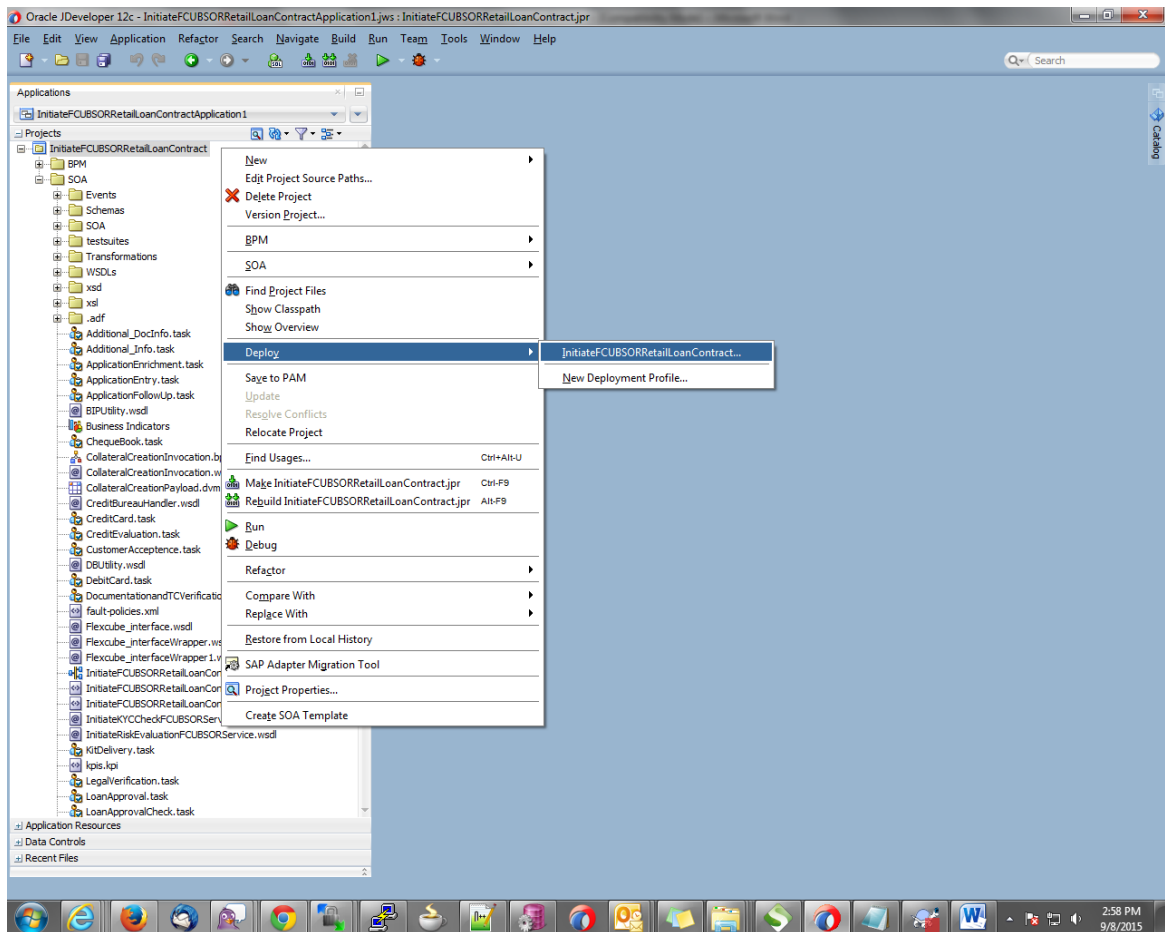 Oracle JDeveloper 12c - InitiateFCUBSORRetailLoanContractApplication1.jws : InitiateFCUBSORRetailLoanContract.jpr
File Edit View Application Refactor Search Navigate Build Run Team Tools Window Help
Search
Applications
InitiateFCUBSORRetailLoanContractApplication1
Projects
InitiateFCUBSORRetailLoanContract
BPM
SOA
Events
Schemas
SOA
testsuites
Transformations
WSDLs
xsd
xsl
.adf
Additional_DocInfo.task
Additional_Info.task
ApplicationEnrichment.task
ApplicationEntry.task
ApplicationFollowUp.task
BIPUtility.wsdl
Business Indicators
ChequeBook.task
CollateralCreationInvocation.bp
CollateralCreationInvocation.w
CollateralCreationPayload.dvm
CreditBureauHandler.wsdl
CreditCard.task
CreditEvaluation.task
CustomerAcceptence.task
DBUtility.wsdl
DebitCard.task
DocumentationandTCVerificatio
fault-policies.xml
Flexcube_interface.wsdl
Flexcube_interfaceWrapper.ws
Flexcube_interfaceWrapper1.v
InitiateFCUBSORRetailLoanCor
InitiateFCUBSORRetailLoanCor
InitiateFCUBSORRetailLoanCor
InitiateKYCCheckFCUBSORServ
InitiateRiskEvaluationFCUBSORService.wsdl
KitDelivery.task
kpis.kpi
LegalVerification.task
LoanApproval.task
LoanApprovalCheck.task
Application Resources
Data Controls
Recent Files
New
Edit Project Source Paths...
Delete Project
Version Project...
BPM
SOA
Find Project Files
Show Classpath
Show Overview
Deploy
InitiateFCUBSORRetailLoanContract...
New Deployment Profile...
Save to PAM
Update
Resolve Conflicts
Relocate Project
Find Usages... Ctrl+Alt-U
Make InitiateFCUBSORRetailLoanContract.jpr Ctrl-F9
Rebuild InitiateFCUBSORRetailLoanContract.jpr Alt-F9
Run
Debug
Refactor
Compare With
Replace With
Restore from Local History
SAP Adapter Migration Tool
Project Properties...
Create SOA Template
Catalog
2:58 PM
9/8/2015